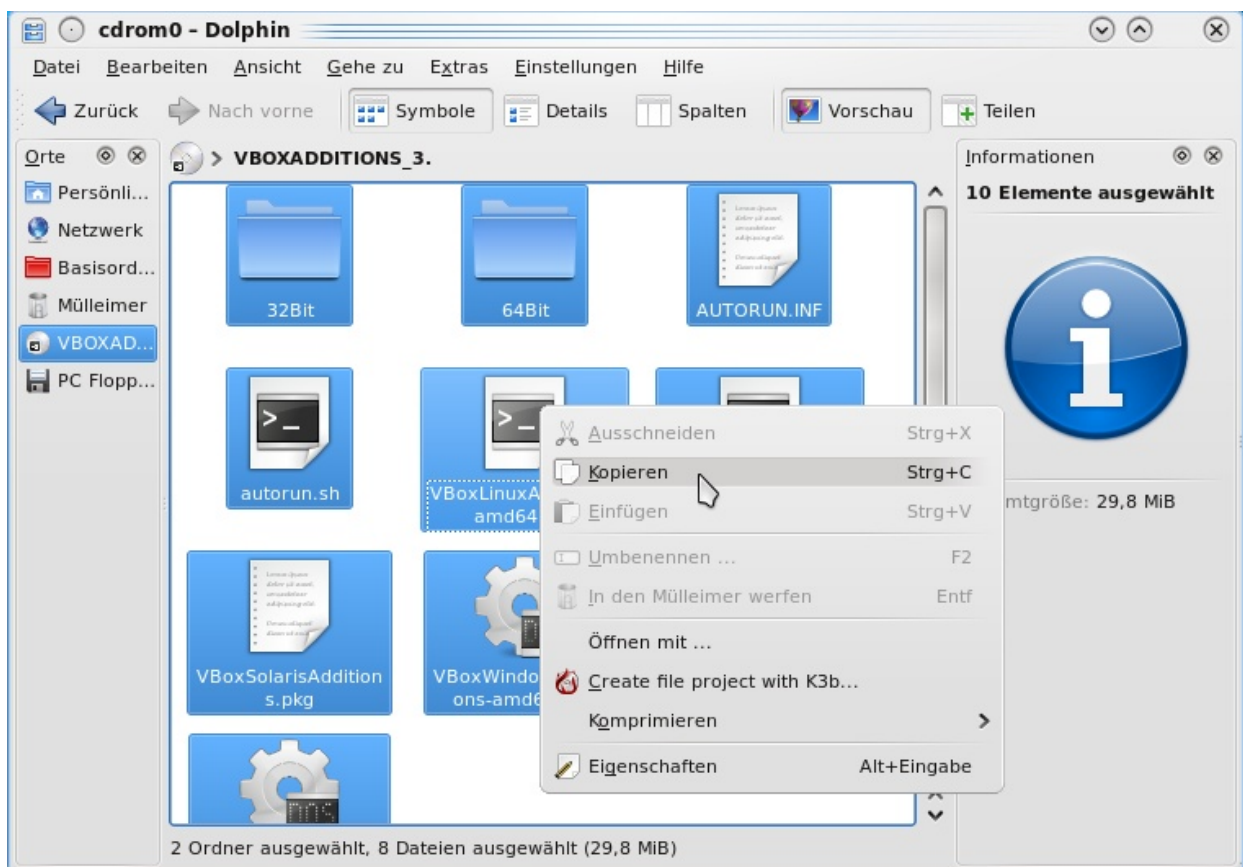 cdrom0 – Dolphin
Datei Bearbeiten Ansicht Gehe zu Extras Einstellungen Hilfe
Zurück Nach vorne Symbole Details Spalten Vorschau Teilen
Orte
Persönli...
Netzwerk
Basisord...
Mülleimer
VBOXAD...
PC Flopp...
> VBOXADDITIONS_3.
32Bit
64Bit
AUTORUN.INF
autorun.sh
VBoxLinuxA
amd64
VBoxSolarisAddition
s.pkg
VBoxWindo
ons-amd6
Ausschneiden Strg+X
Kopieren Strg+C
Einfügen Strg+V
Umbenennen ... F2
In den Mülleimer werfen Entf
Öffnen mit ...
Create file project with K3b...
Komprimieren
Eigenschaften Alt+Eingabe
Informationen
10 Elemente ausgewählt
mtgröße: 29,8 MiB
2 Ordner ausgewählt, 8 Dateien ausgewählt (29,8 MiB)